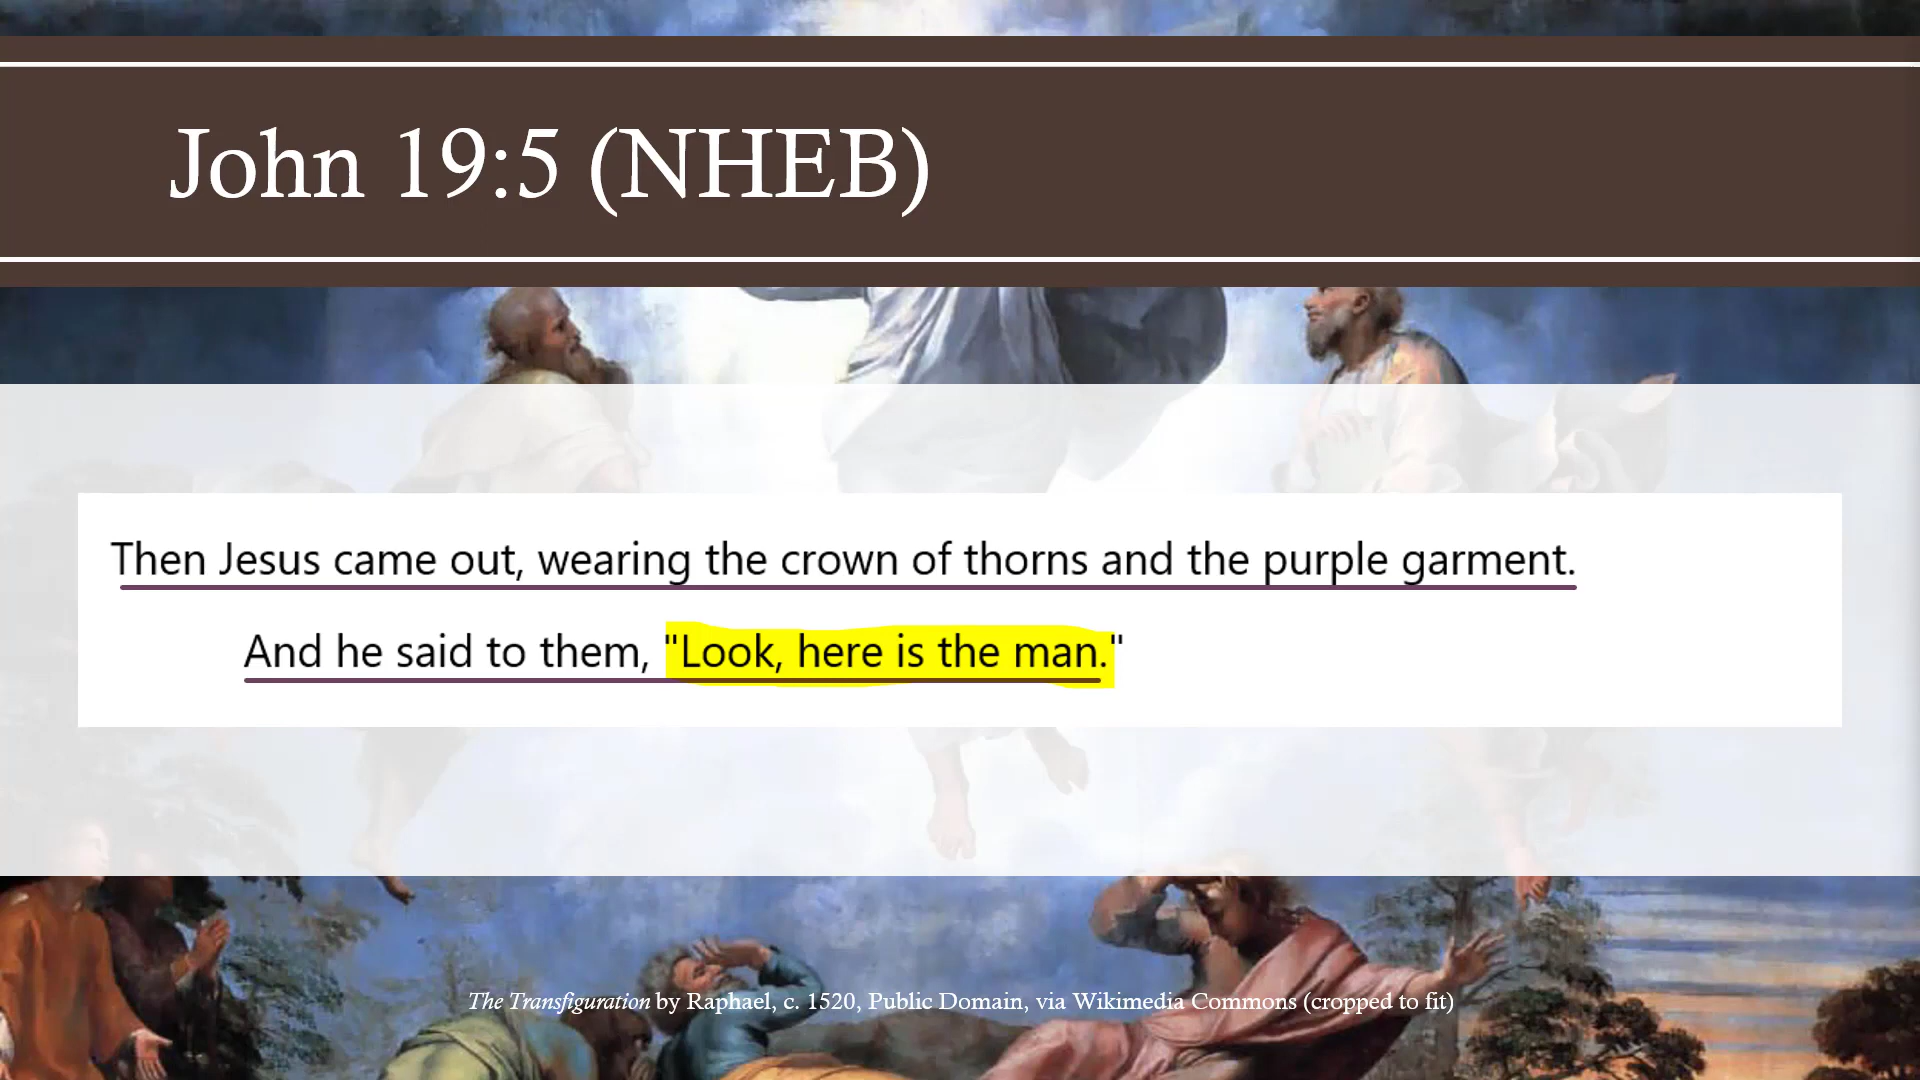 John 19:5 (NHEB)
Then Jesus came out, wearing the crown of thorns and the purple garment.
And he said to them, "Look, here is the man."
The Transfiguration by Raphael, c. 1520, Public Domain, via Wikimedia Commons (cropped to fit)